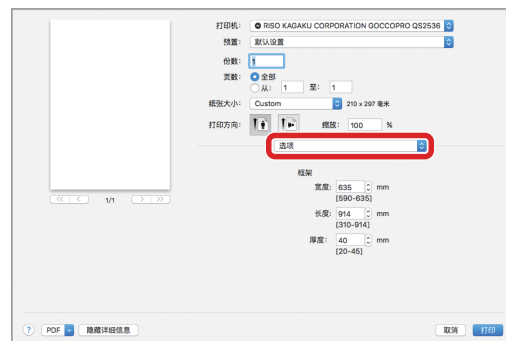 打印机： RISO KAGAKU CORPORATION GOCCOPRO QS2536
预置： 默认设置
份数： 1
页数： 全部
从： 1 至： 1
纸张大小： Custom 210 x 297 毫米
打印方向： 缩放： 100 %
选项
框架
宽度： 635 mm
[590-635]
<< < 1/1 > >>
长度： 914 mm
[310-914]
厚度： 40 mm
[20-45]
? PDF 隐藏详细信息 取消 打印